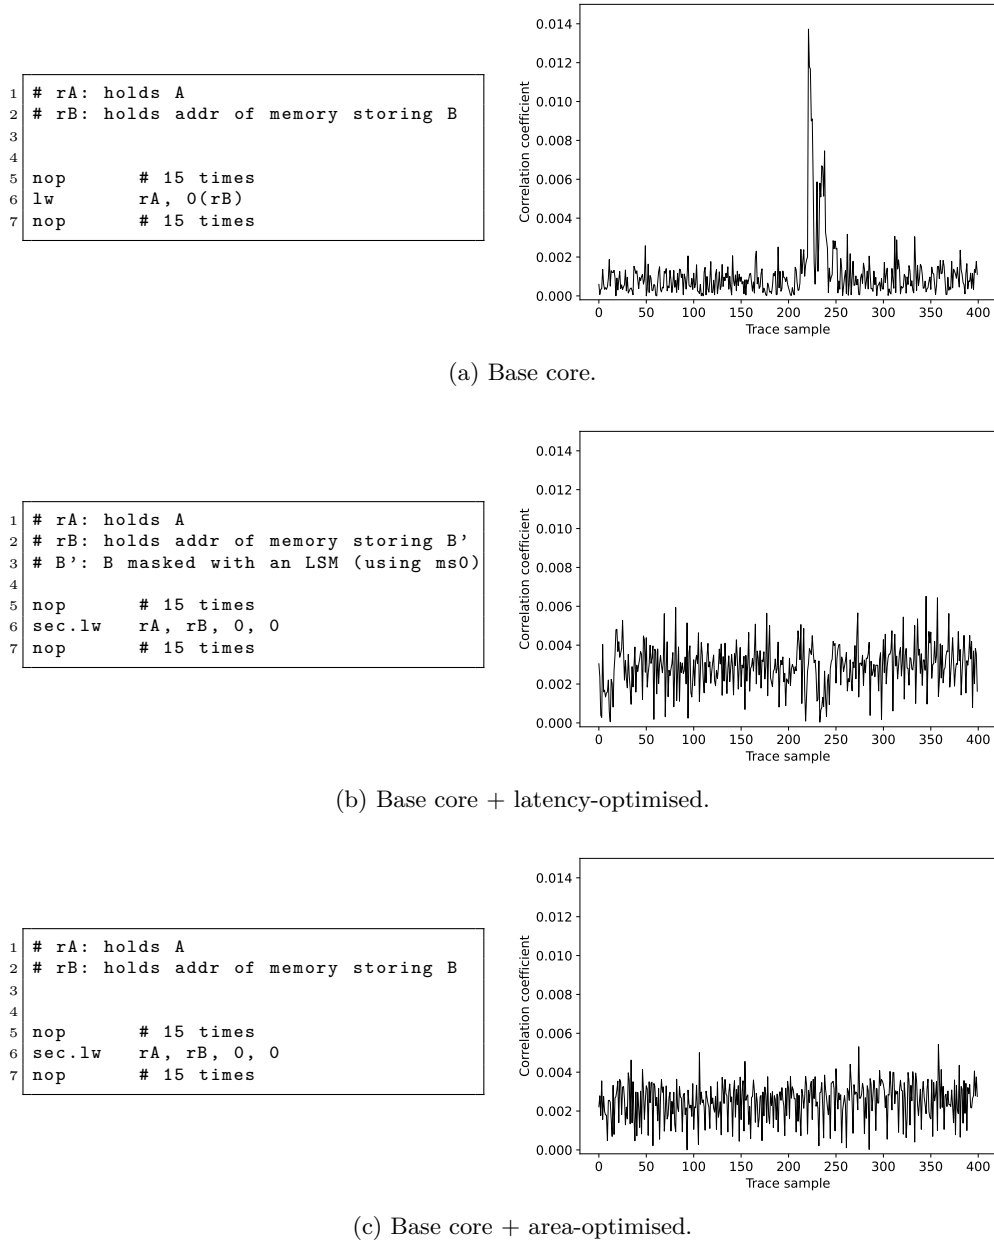 1 # rA: holds A
2 # rB: holds addr of memory storing B
3
4
5 nop # 15 times
6 lw rA, 0(rB)
7 nop # 15 times
Correlation coefficient
0.014
0.012
0.010
0.008
0.006
0.004
0.002
0.000
0 50 100 150 200 250 300 350 400
Trace sample
(a) Base core.
1 # rA: holds A
2 # rB: holds addr of memory storing B'
3 # B': B masked with an LSM (using ms0)
4
5 nop # 15 times
6 sec.lw rA, rB, 0, 0
7 nop # 15 times
Correlation coefficient
0.014
0.012
0.010
0.008
0.006
0.004
0.002
0.000
0 50 100 150 200 250 300 350 400
Trace sample
(b) Base core + latency-optimised.
1 # rA: holds A
2 # rB: holds addr of memory storing B
3
4
5 nop # 15 times
6 sec.lw rA, rB, 0, 0
7 nop # 15 times
Correlation coefficient
0.014
0.012
0.010
0.008
0.006
0.004
0.002
0.000
0 50 100 150 200 250 300 350 400
Trace sample
(c) Base core + area-optimised.